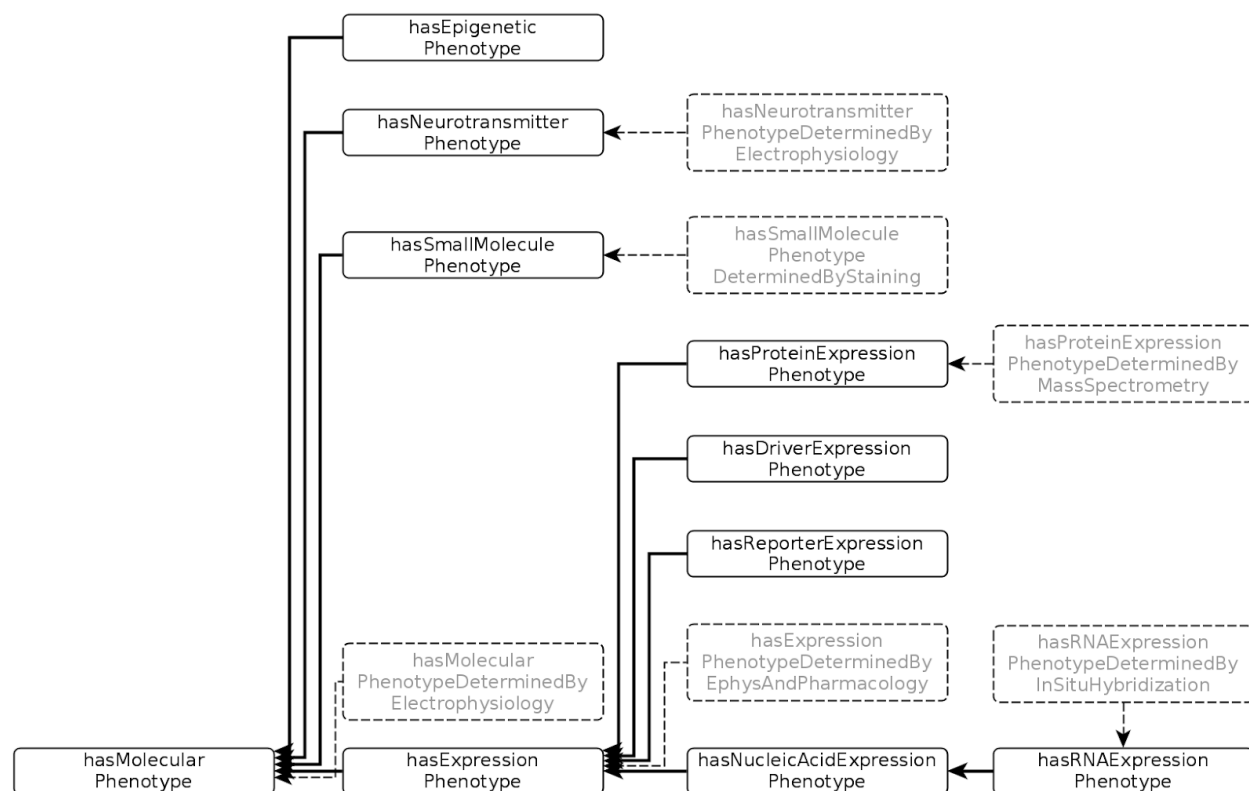 hasEpigenetic
Phenotype
hasNeurotransmitter
Phenotype
hasNeurotransmitter
PhenotypeDeterminedBy
Electrophysiology
hasSmallMolecule
Phenotype
hasSmallMolecule
Phenotype
DeterminedByStaining
hasProteinExpression
Phenotype
hasProteinExpression
PhenotypeDeterminedBy
MassSpectrometry
hasDriverExpression
Phenotype
hasReporterExpression
Phenotype
hasMolecular
PhenotypeDeterminedBy
Electrophysiology
hasExpression
PhenotypeDeterminedBy
EphysAndPharmacology
hasRNAExpression
PhenotypeDeterminedBy
InSituHybridization
hasMolecular
Phenotype
hasExpression
Phenotype
hasNucleicAcidExpression
Phenotype
hasRNAExpression
Phenotype